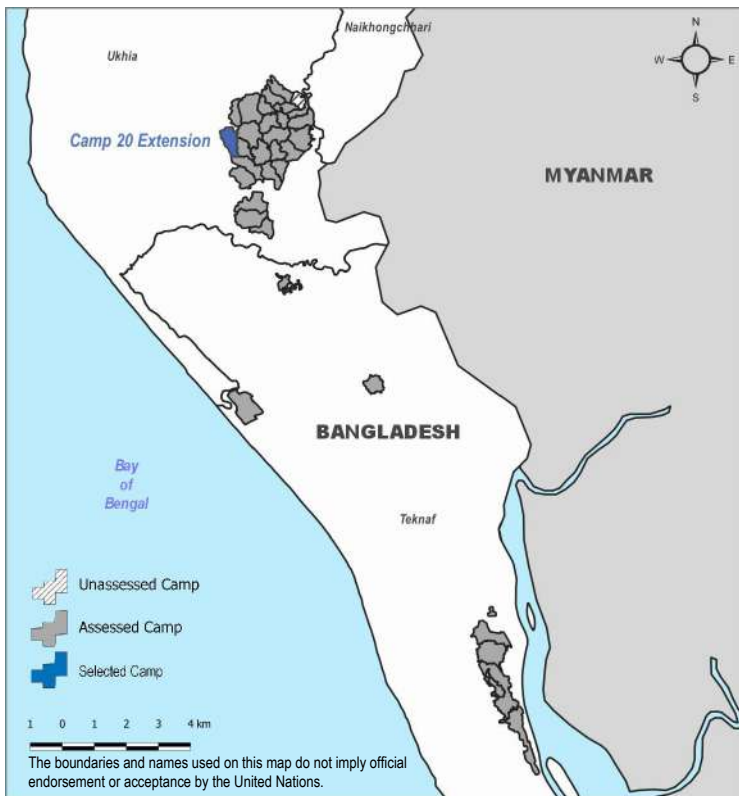 Naikhongchhari
N
Ukhia
W
E
S
Camp 20 Extension
MYANMAR
BANGLADESH
Bay
of
Bengal
Teknaf
Unassessed Camp
Assessed Camp
Selected Camp
1 0 1 2 3 4 km
The boundaries and names used on this map do not imply official
endorsement or acceptance by the United Nations.